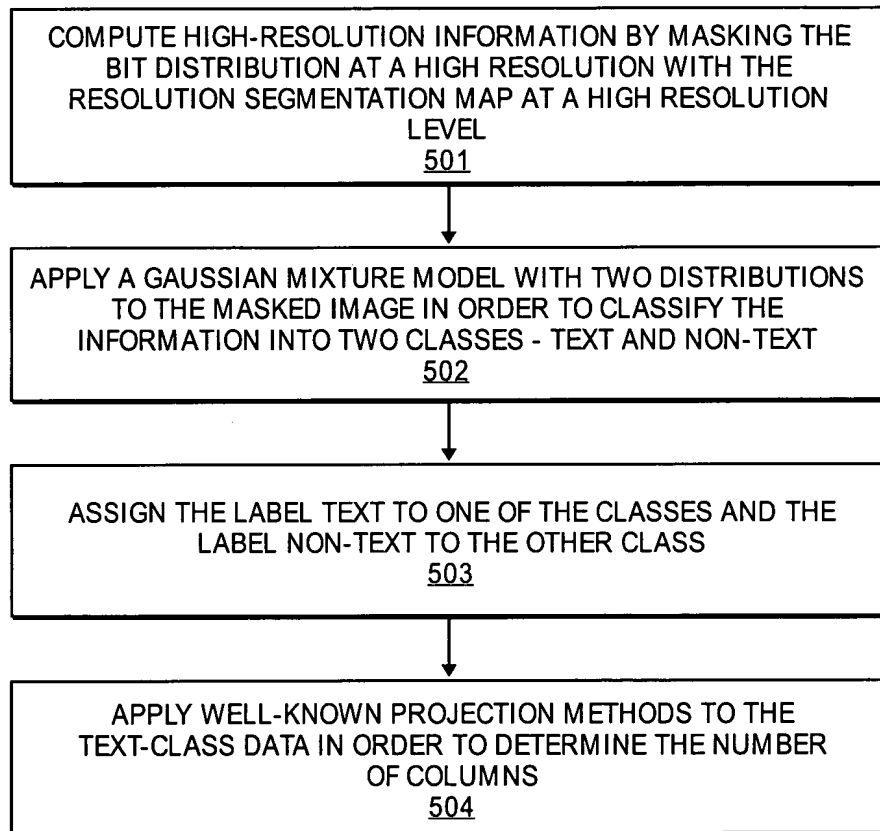 COMPUTE HIGH-RESOLUTION INFORMATION BY MASKING THE
BIT DISTRIBUTION AT A HIGH RESOLUTION WITH THE
RESOLUTION SEGMENTATION MAP AT A HIGH RESOLUTION
LEVEL
501
APPLY A GAUSSIAN MIXTURE MODEL WITH TWO DISTRIBUTIONS
TO THE MASKED IMAGE IN ORDER TO CLASSIFY THE
INFORMATION INTO TWO CLASSES - TEXT AND NON-TEXT
502
ASSIGN THE LABEL TEXT TO ONE OF THE CLASSES AND THE
LABEL NON-TEXT TO THE OTHER CLASS
503
APPLY WELL-KNOWN PROJECTION METHODS TO THE
TEXT-CLASS DATA IN ORDER TO DETERMINE THE NUMBER
OF COLUMNS
504